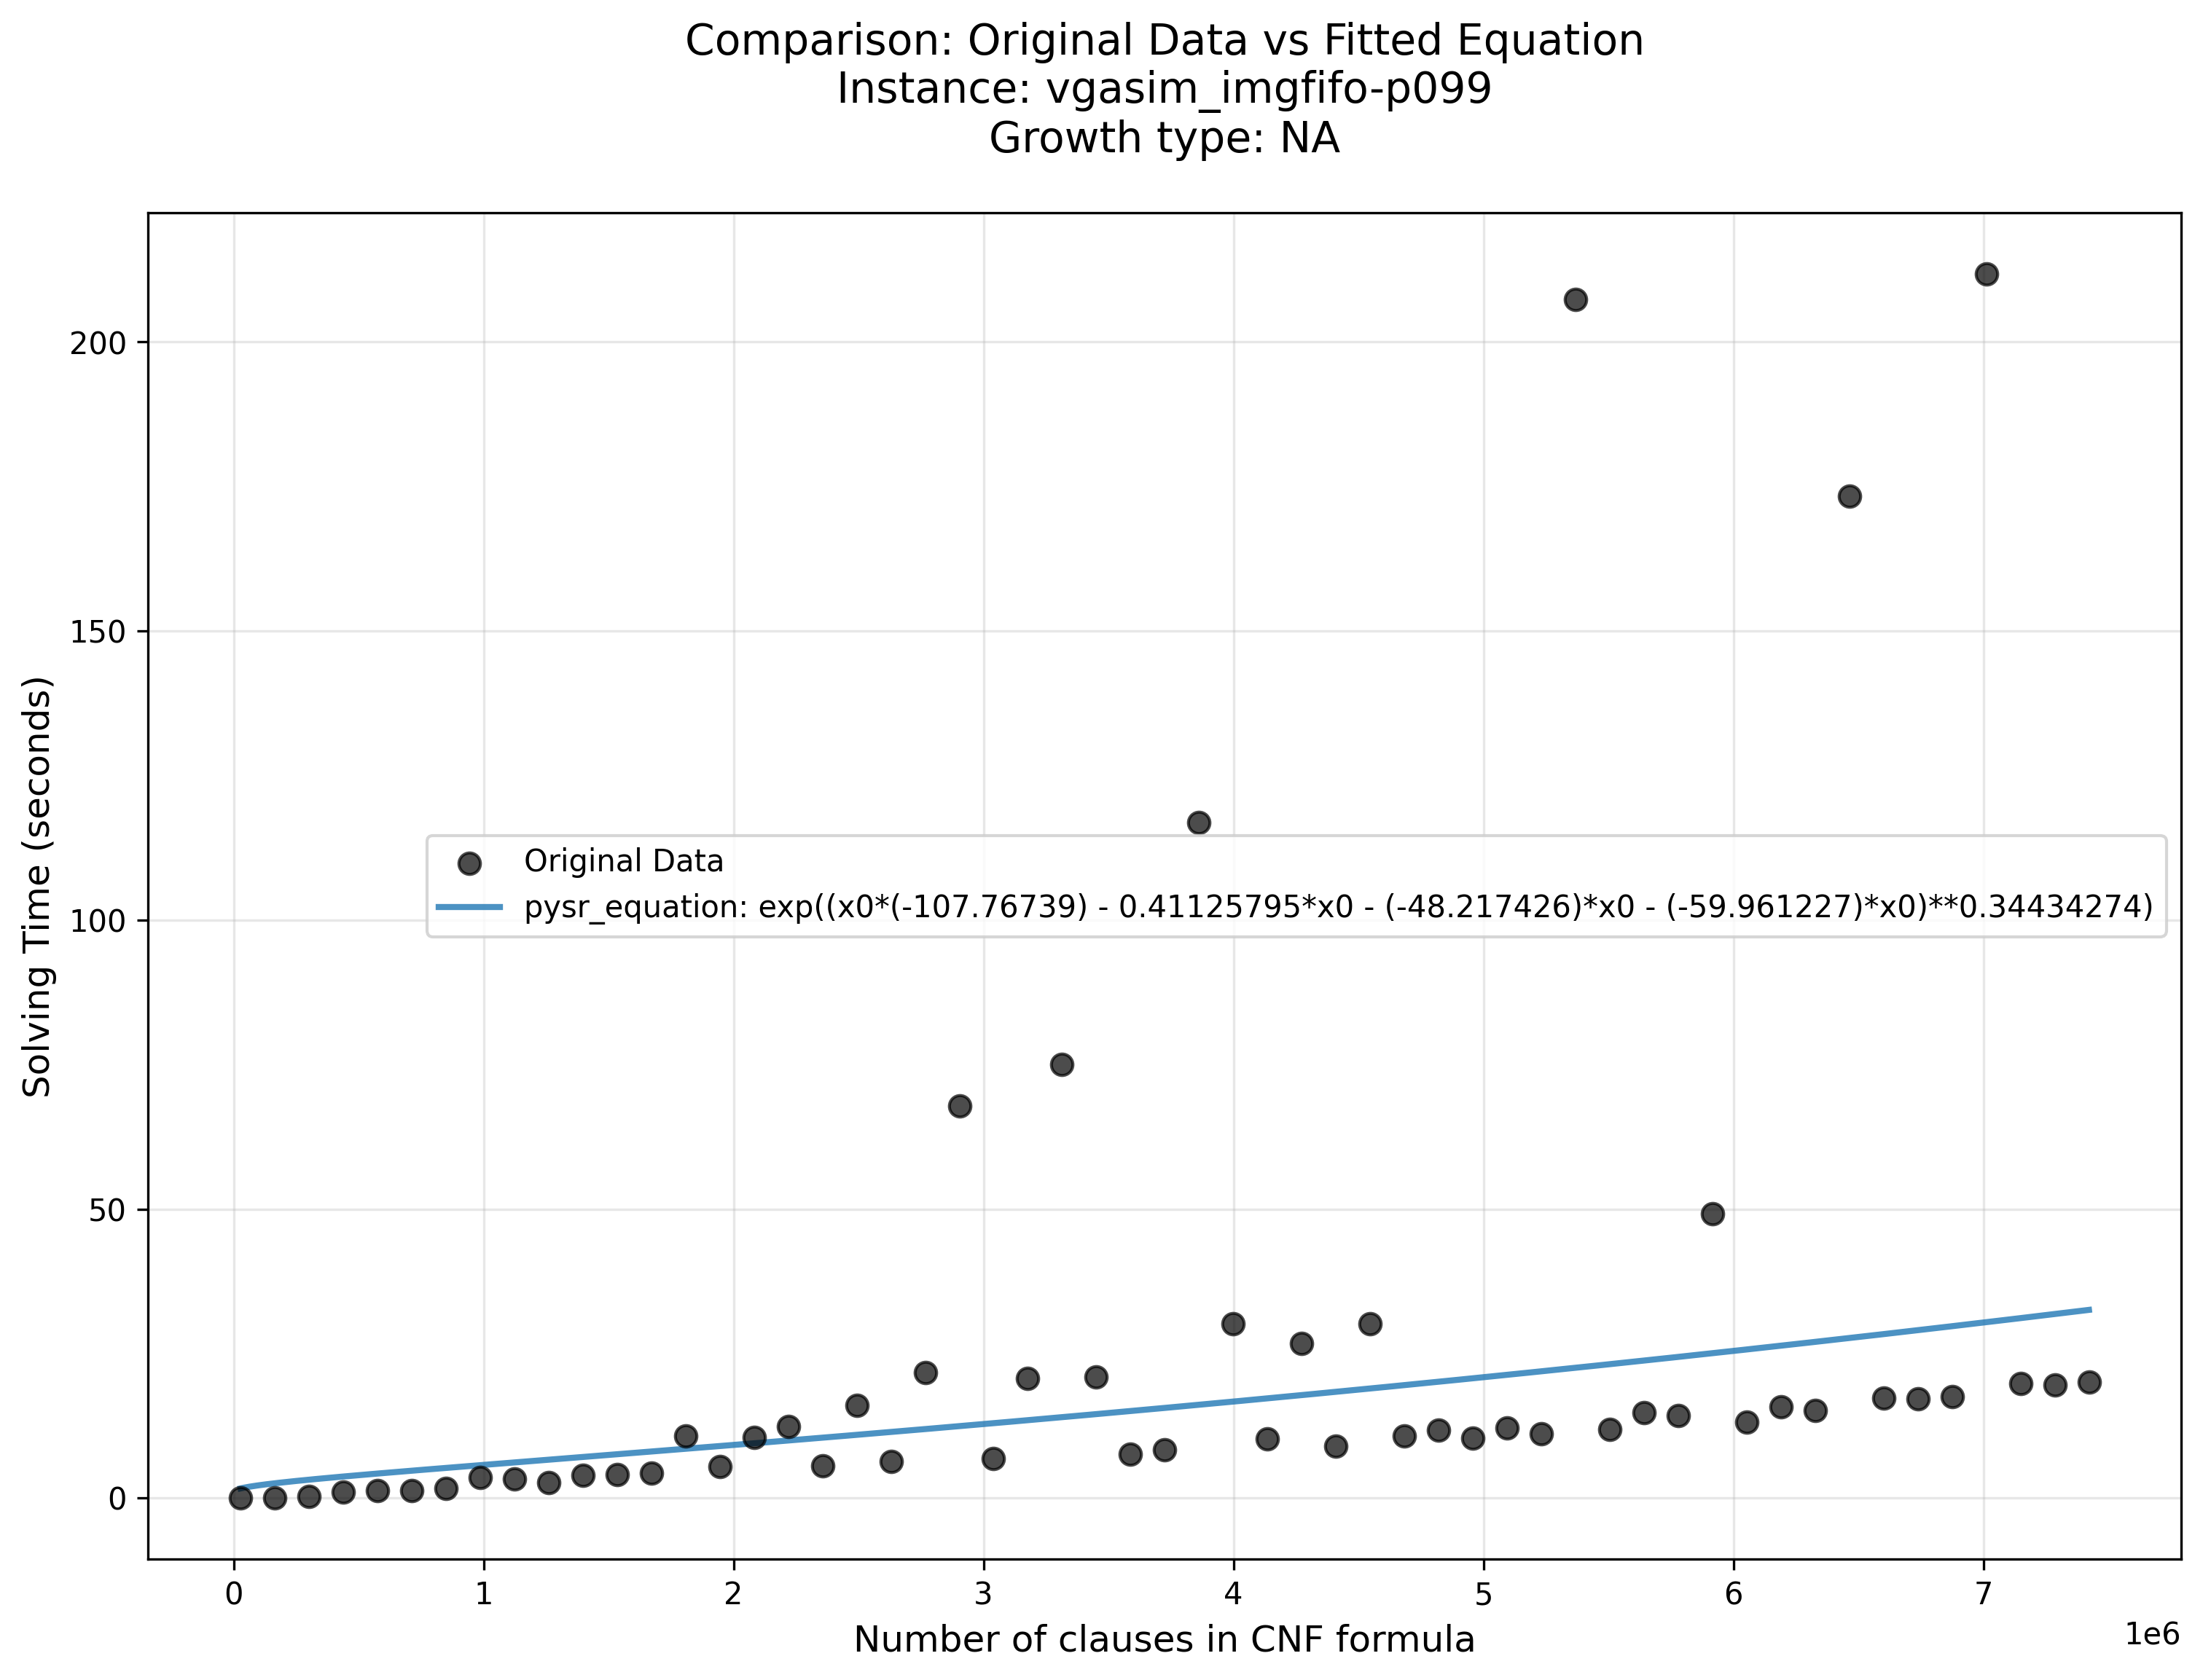 Comparison: Original Data vs Fitted Equation
Instance: vgasim_imgfifo-p099
Growth type: NA
200
150
100
50
0
Solving Time (seconds)
Original Data
pysr_equation: exp((x0*(-107.76739) - 0.41125795*x0 - (-48.217426)*x0 - (-59.961227)*x0)**0.34434274)
0 1 2 3 4 5 6 7
1e6
Number of clauses in CNF formula